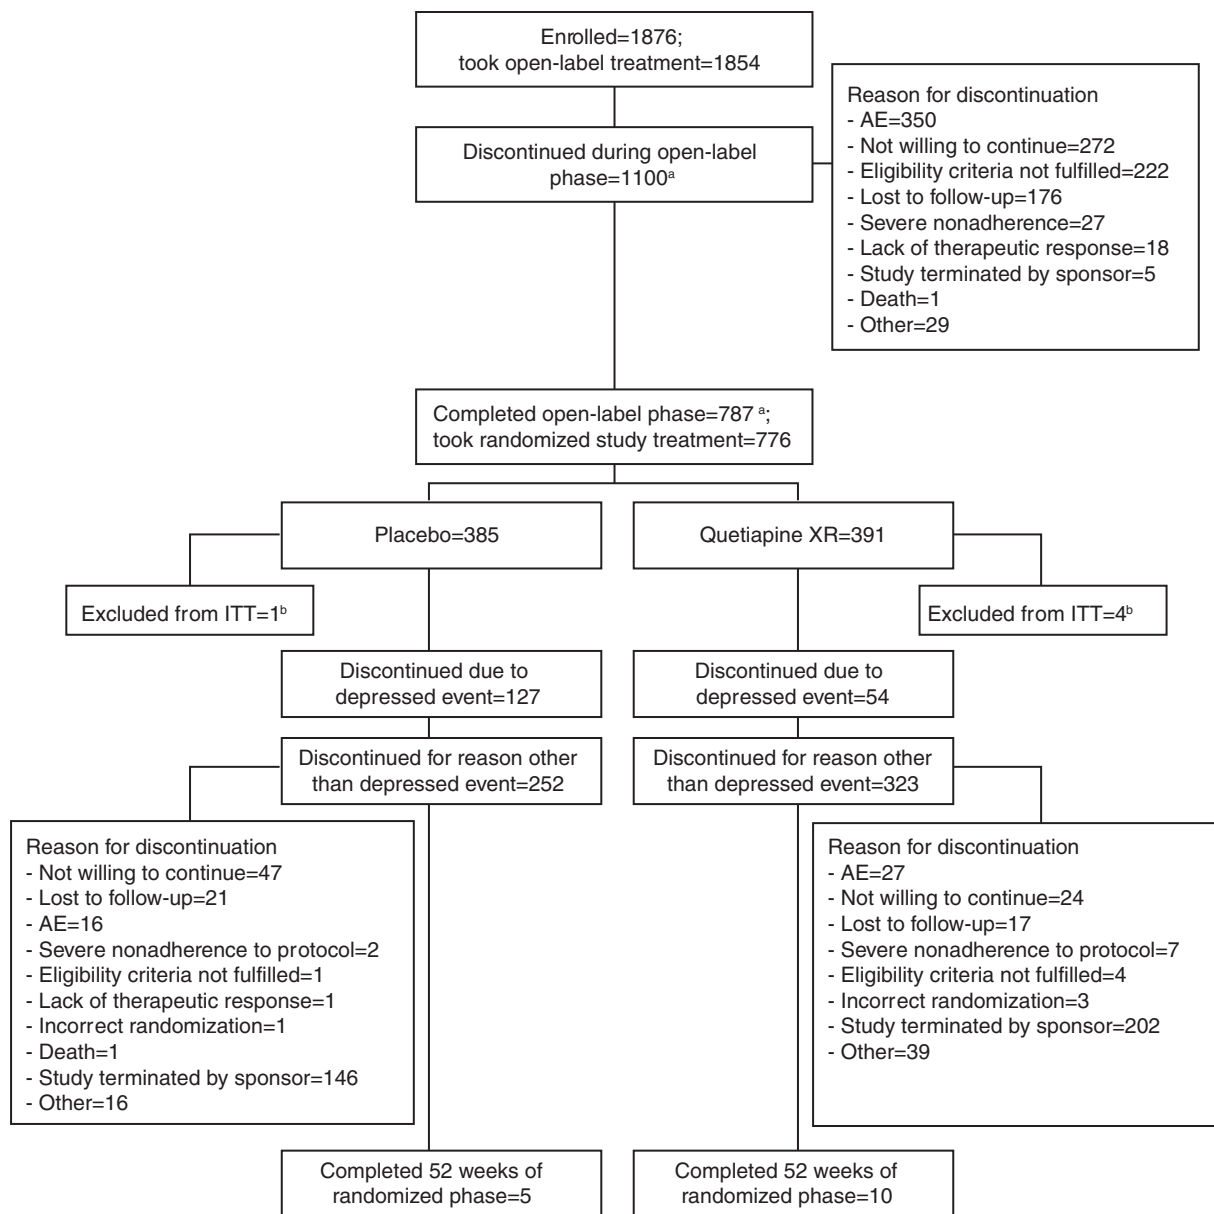 Enrolled=1876;
took open-label treatment=1854
Reason for discontinuation
- AE=350
- Not willing to continue=272
- Eligibility criteria not fulfilled=222
- Lost to follow-up=176
- Severe nonadherence=27
- Lack of therapeutic response=18
- Study terminated by sponsor=5
- Death=1
- Other=29
Discontinued during open-label
phase=1100ᵃ
Completed open-label phase=787 ᵃ;
took randomized study treatment=776
Placebo=385
Quetiapine XR=391
Excluded from ITT=1ᵇ
Excluded from ITT=4ᵇ
Discontinued due to
depressed event=127
Discontinued due to
depressed event=54
Discontinued for reason other
than depressed event=252
Discontinued for reason other
than depressed event=323
Reason for discontinuation
- Not willing to continue=47
- Lost to follow-up=21
- AE=16
- Severe nonadherence to protocol=2
- Eligibility criteria not fulfilled=1
- Lack of therapeutic response=1
- Incorrect randomization=1
- Death=1
- Study terminated by sponsor=146
- Other=16
Reason for discontinuation
- AE=27
- Not willing to continue=24
- Lost to follow-up=17
- Severe nonadherence to protocol=7
- Eligibility criteria not fulfilled=4
- Incorrect randomization=3
- Study terminated by sponsor=202
- Other=39
Completed 52 weeks of
randomized phase=5
Completed 52 weeks of
randomized phase=10